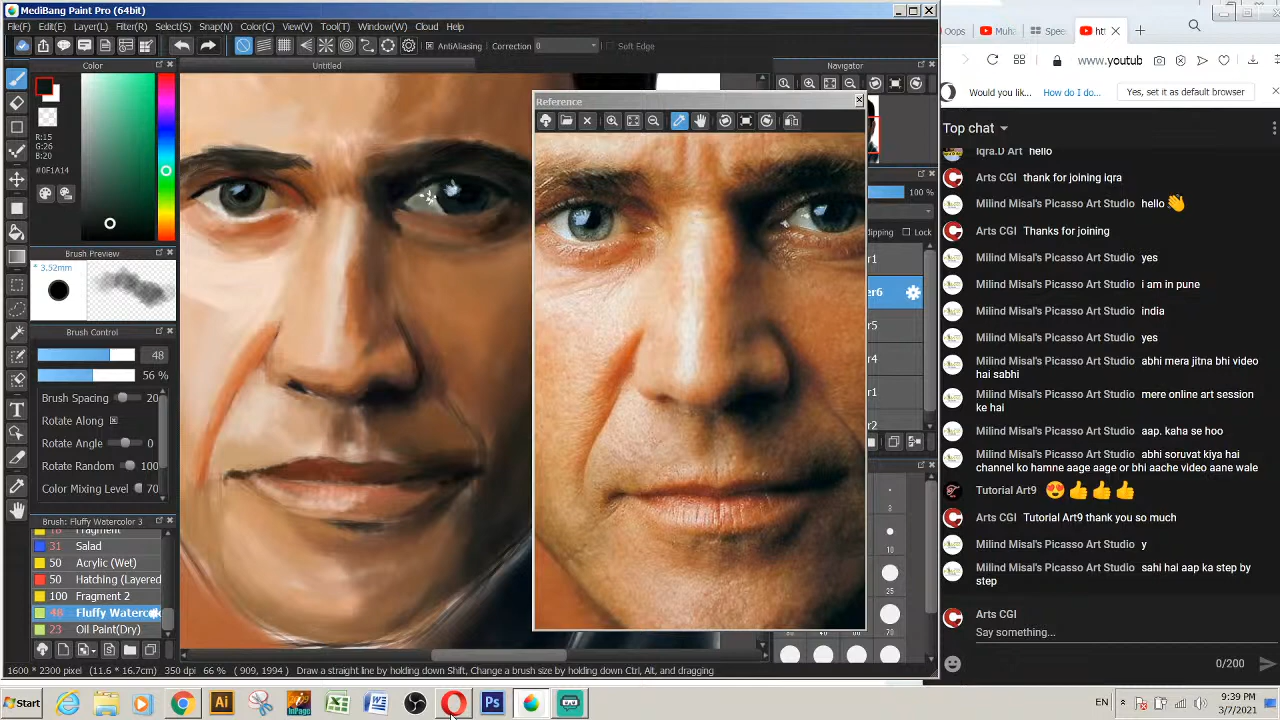 MediBang Paint Pro (64bit)
File(F) Edit(E) Layer(L) Filter(R) Select(S) Snap(N) Color(C) View(V) Tool(T) Window(W) Cloud Help
AntiAliasing Correction 0 Soft Edge
Color
Untitled
Navigator
R:15
G:26
B:20
#0F1A14
Reference
100 %
Lock
Brush Preview
* 3.52mm
Brush Control
48
56 %
Brush Spacing 20
Rotate Along
Rotate Angle 0
Rotate Random 100
Color Mixing Level 70
Brush: Fluffy Watercolor 3
31 Salad
50 Acrylic (Wet)
50 Hatching (Layered
100 Fragment 2
48 Fluffy Waterco
23 Oil Paint(Dry)
10
25
70
1600 * 2300 pixel (11.6 * 16.7cm) 350 dpi 66 % (909, 1994) Draw a straight line by holding down Shift, Change a brush size by holding down Ctrl, Alt, and dragging
Oops Muha Speed ht
www.youtub
Would you like... How do I do... Yes, set it as default browser
Top chat
Iqra.D Art hello
Arts CGI thank for joining iqra
Milind Misal's Picasso Art Studio hello
Arts CGI Thanks for joining
Milind Misal's Picasso Art Studio yes
Milind Misal's Picasso Art Studio i am in pune
Milind Misal's Picasso Art Studio india
Milind Misal's Picasso Art Studio yes
Milind Misal's Picasso Art Studio abhi mera jitna bhi video
hai sabhi
Milind Misal's Picasso Art Studio mere online art session
ke hai
Milind Misal's Picasso Art Studio aap. kaha se hoo
Milind Misal's Picasso Art Studio abhi soruvat kiya hai
channel ko hamne aage aage or bhi aache video aane wale
Tutorial Art9
Arts CGI Tutorial Art9 thank you so much
Milind Misal's Picasso Art Studio y
Milind Misal's Picasso Art Studio sahi hai aap ka step by
step
Arts CGI
Say something...
0/200
Start
Ai
Ps
EN
PM
3/7/2021